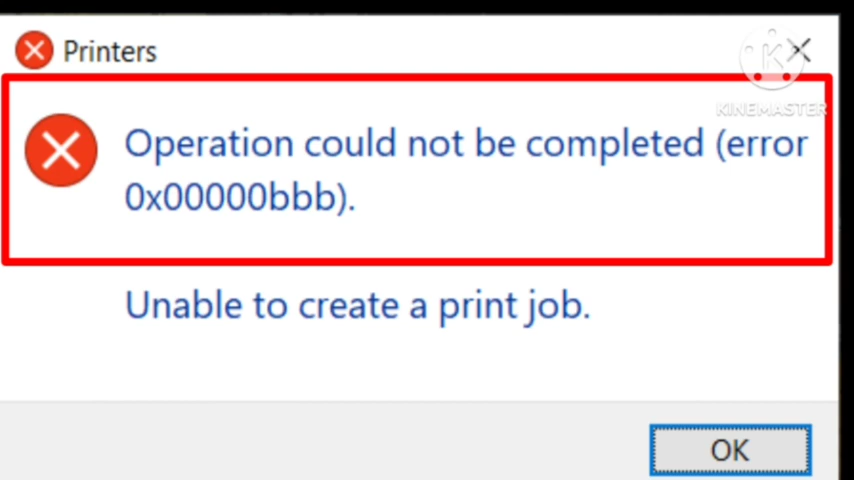 Printers
KINEMASTER
Operation could not be completed (error
0x00000bbb).
Unable to create a print job.
OK